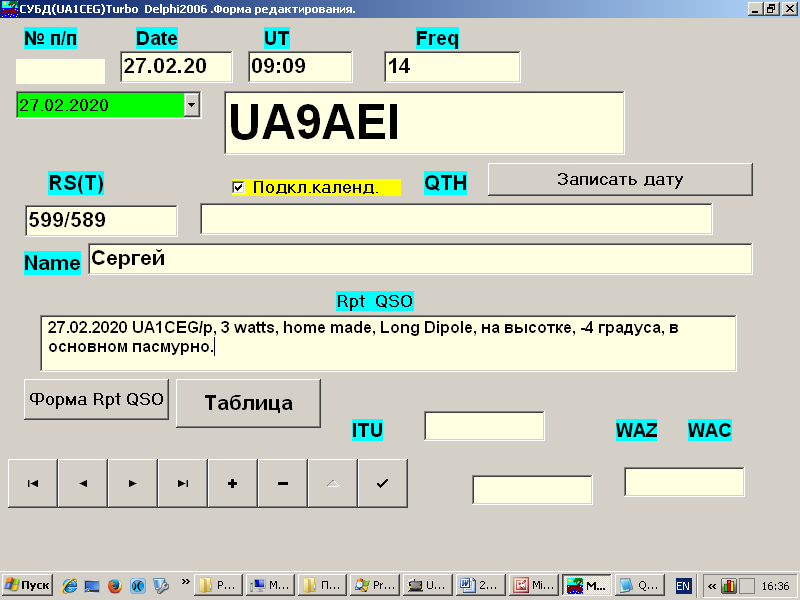 СУБД(UA1CEG)Turbo Delphi2006 .Форма редактирования.
№ п/п Date UT Freq
27.02.20 09:09 14
27.02.2020
UA9AEI
RS(T) Подкл.календ. QTH Записать дату
599/589
Name Сергей
Rpt QSO
27.02.2020 UA1CEG/p, 3 watts, home made, Long Dipole, на высотке, -4 градуса, в
основном пасмурно.
Форма Rpt QSO Таблица
ITU WAZ WAC
Пуск » Р... М... П... Pr... U... 2... Mi... M... Q... EN « 16:36